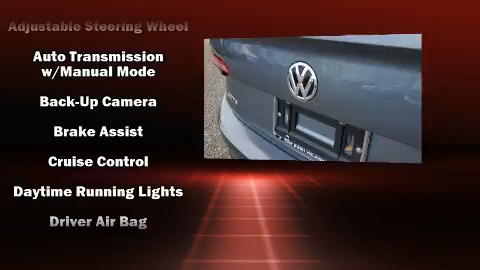 Adjustable Steering Wheel
Auto Transmission
w/Manual Mode
Back-Up Camera
Brake Assist
Cruise Control
Daytime Running Lights
Driver Air Bag